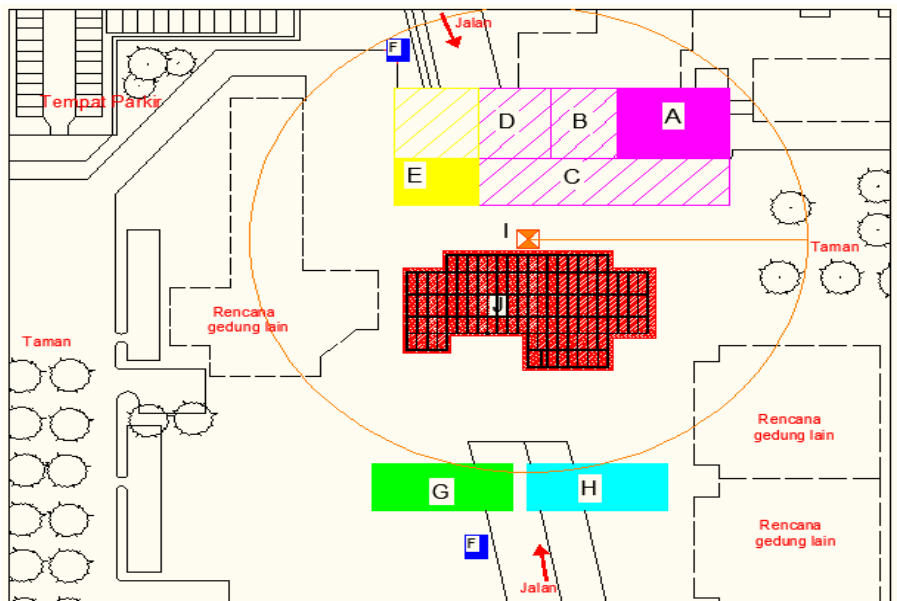 Jalan
F
Tempat Parkir
A
D
B
E
C
I
Taman
J
Rencana
gedung lain
Taman
Rencana
gedung lain
G
H
F
Rencana
gedung lain
Jalan